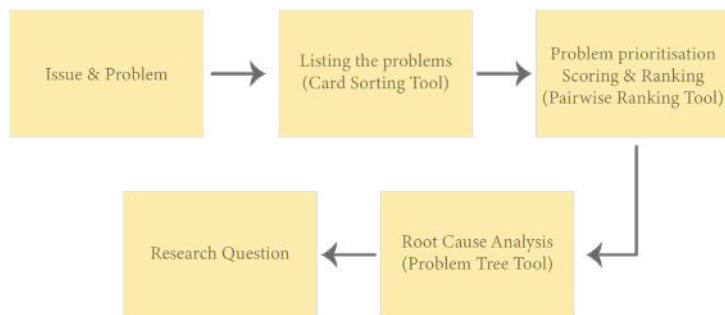 Issue & Problem
Listing the problems
(Card Sorting Tool)
Problem prioritisation
Scoring & Ranking
(Pairwise Ranking Tool)
Root Cause Analysis
(Problem Tree Tool)
Research Question